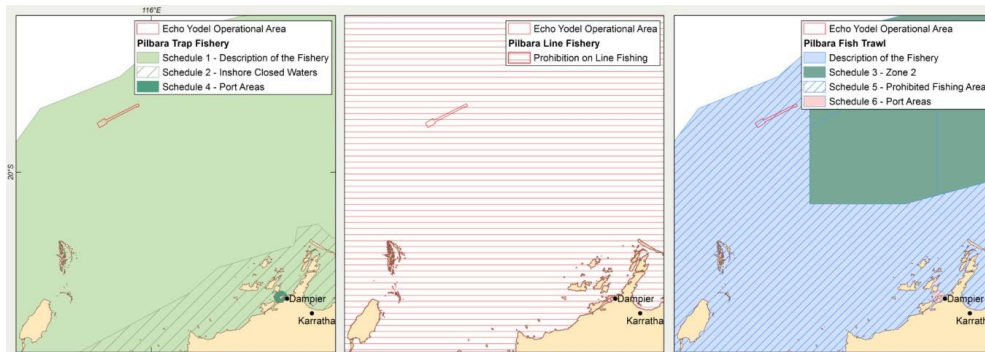 116°E
20°S
Echo Yodel Operational Area
Pilbara Trap Fishery
Schedule 1 - Description of the Fishery
Schedule 2 - Inshore Closed Waters
Schedule 4 - Port Areas
Dampier
Karratha
Echo Yodel Operational Area
Pilbara Line Fishery
Prohibition on Line Fishing
Dampier
Karratha
Echo Yodel Operational Area
Pilbara Fish Trawl
Description of the Fishery
Schedule 3 - Zone 2
Schedule 5 - Prohibited Fishing Area
Schedule 6 - Port Areas
Dampier
Karratha